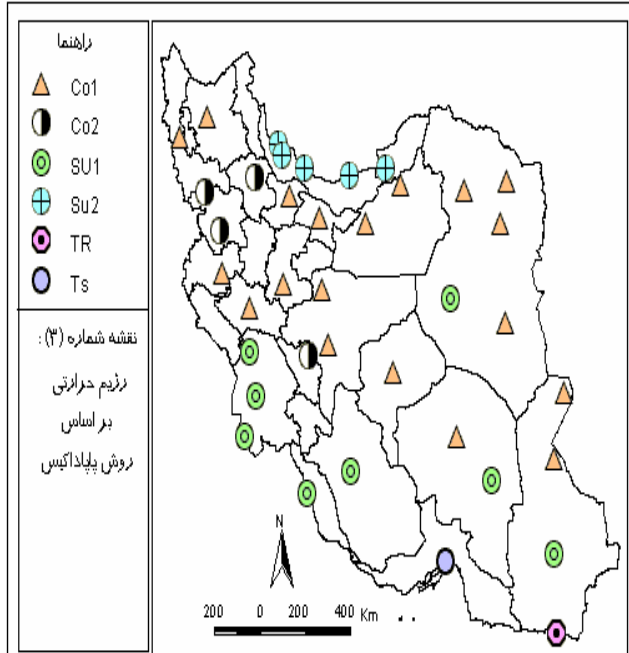 راهنما
Co1
Co2
SU1
Su2
TR
Ts
نقشه شماره (۳) :
رژیم حرارتی
بر اساس
روش پاپاداکیس
N
200 0 200 400 Km